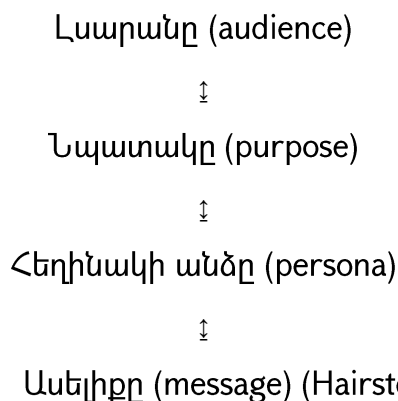 Լսարանը (audience)
↨
Նպատակը (purpose)
↨
Հեղինակի անձը (persona)
↨
Ասելիքը (message)